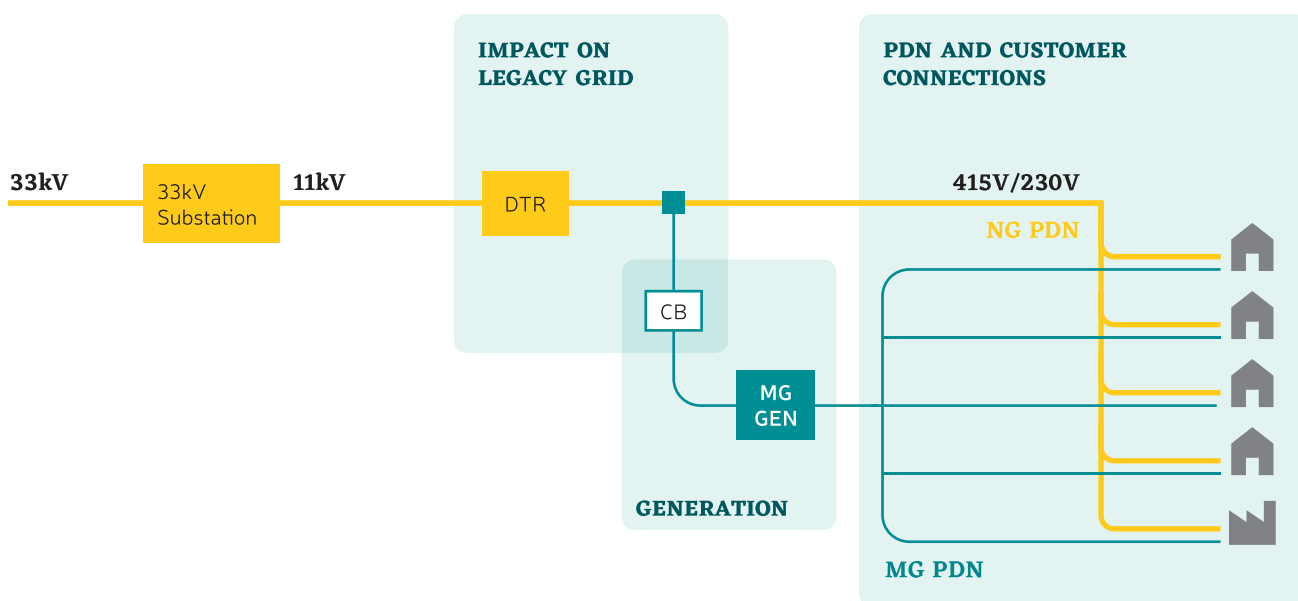 IMPACT ON
LEGACY GRID
PDN AND CUSTOMER
CONNECTIONS
33kV
33kV
Substation
11kV
DTR
415V/230V
NG PDN
CB
MG
GEN
GENERATION
MG PDN